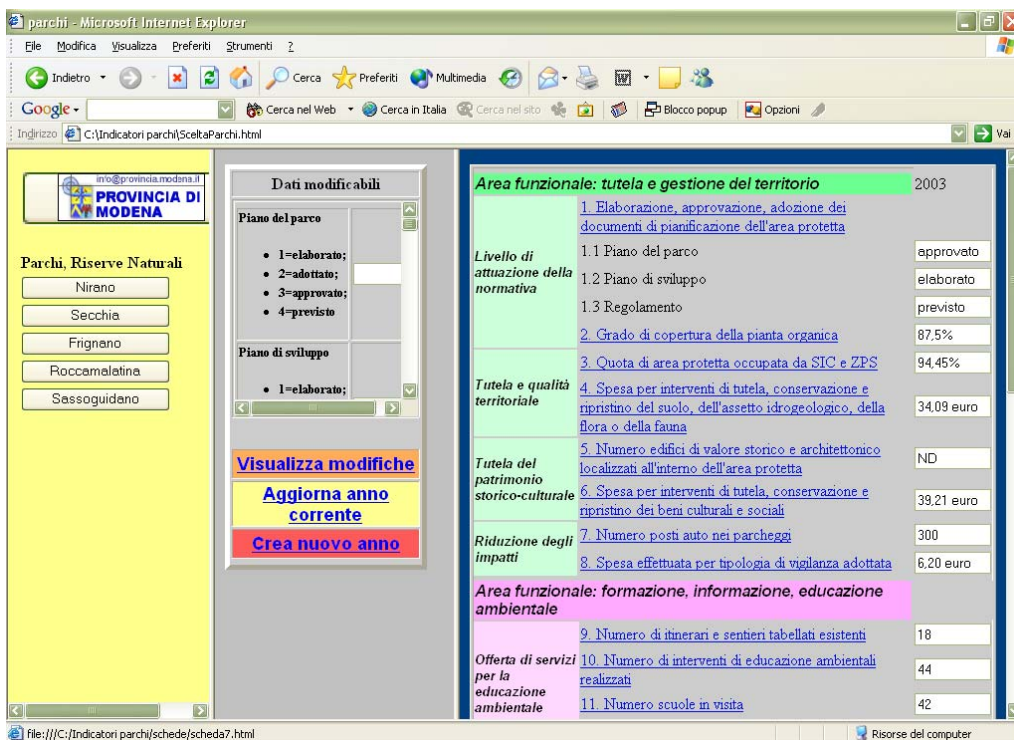 parchi - Microsoft Internet Explorer
File Modifica Visualizza Preferiti Strumenti ?
Indietro Cerca Preferiti Multimedia
Google Cerca nel Web Cerca in Italia Cerca nel sito Blocco popup Opzioni
Indirizzo C:\Indicatori parchi\SceltaParchi.html Vai
info@provincia.modena.it
PROVINCIA DI
MODENA
Parchi, Riserve Naturali
Nirano
Secchia
Frignano
Roccamalatina
Sassoguidano
Dati modificabili
Piano del parco
1=elaborato;
2=adottato;
3=approvato;
4=previsto
Piano di sviluppo
1=elaborato;
Visualizza modifiche
Aggiorna anno
corrente
Crea nuovo anno
Area funzionale: tutela e gestione del territorio 2003
Livello di
attuazione della
normativa
1. Elaborazione, approvazione, adozione dei
documenti di pianificazione dell'area protetta
1.1 Piano del parco approvato
1.2 Piano di sviluppo elaborato
1.3 Regolamento previsto
2. Grado di copertura della pianta organica 87,5%
Tutela e qualità
territoriale
3. Quota di area protetta occupata da SIC e ZPS 94,45%
4. Spesa per interventi di tutela, conservazione e
ripristino del suolo, dell'assetto idrogeologico, della
flora o della fauna 34,09 euro
Tutela del
patrimonio
storico-culturale
5. Numero edifici di valore storico e architettonico
localizzati all'interno dell'area protetta ND
6. Spesa per interventi di tutela, conservazione e
ripristino dei beni culturali e sociali 39,21 euro
Riduzione degli
impatti
7. Numero posti auto nei parcheggi 300
8. Spesa effettuata per tipologia di vigilanza adottata 6,20 euro
Area funzionale: formazione, informazione, educazione
ambientale
Offerta di servizi
per la
educazione
ambientale
9. Numero di itinerari e sentieri tabellati esistenti 18
10. Numero di interventi di educazione ambientali
realizzati 44
11. Numero scuole in visita 42
file:///C:/Indicatori parchi/schede/scheda7.html Risorse del computer